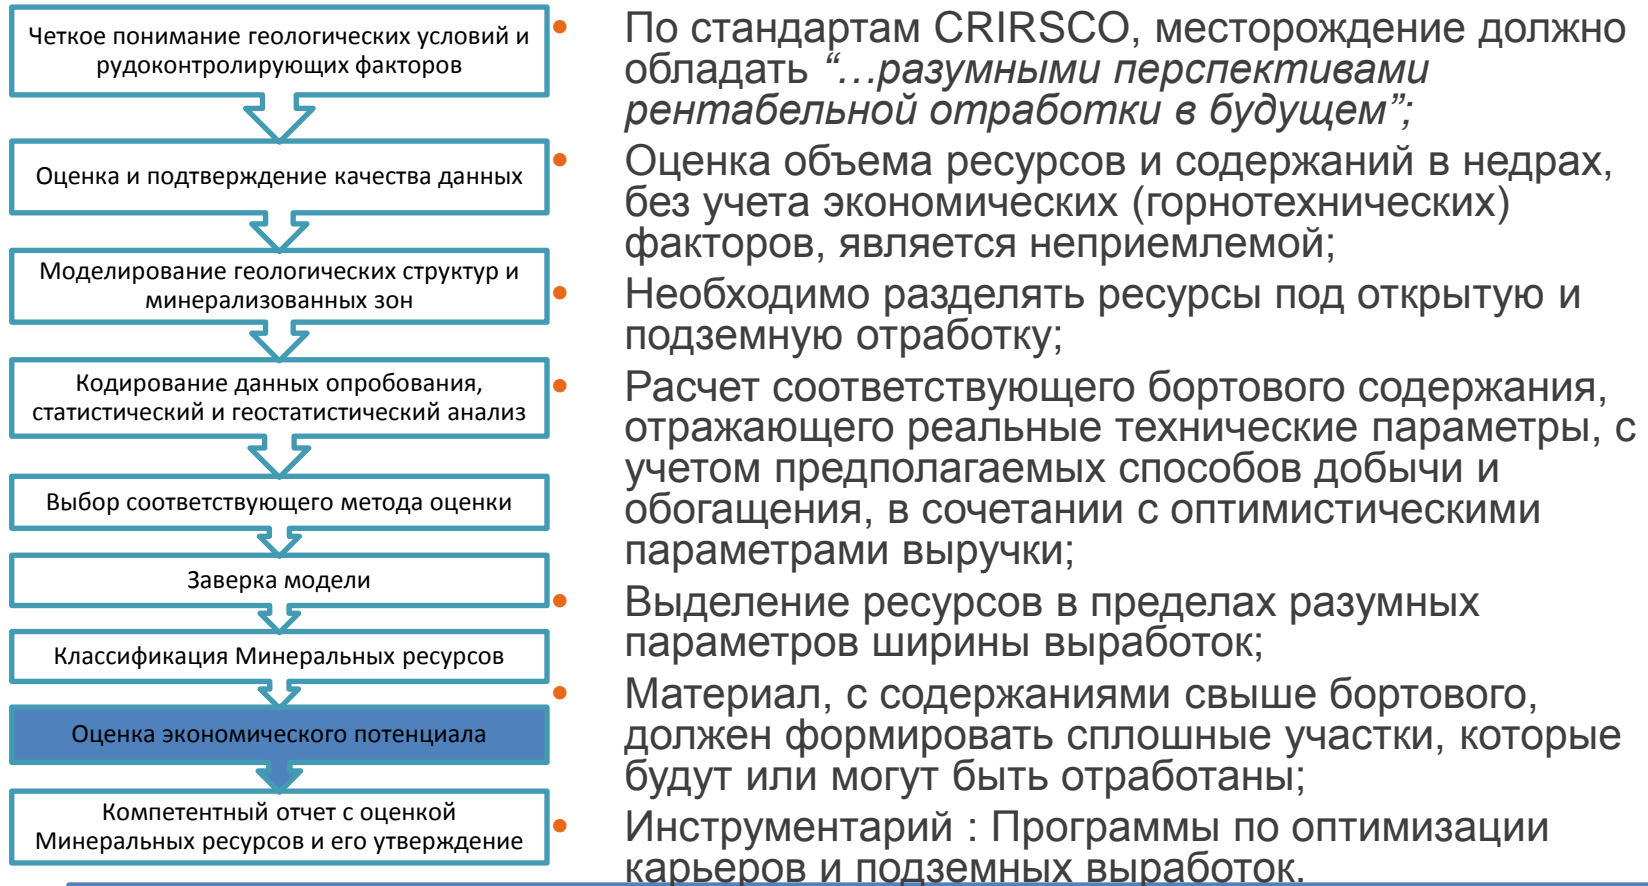 Четкое понимание геологических условий и
рудоконтролирующих факторов
Оценка и подтверждение качества данных
Моделирование геологических структур и
минерализованных зон
Кодирование данных опробования,
статистический и геостатистический анализ
Выбор соответствующего метода оценки
Заверка модели
Классификация Минеральных ресурсов
Оценка экономического потенциала
Компетентный отчет с оценкой
Минеральных ресурсов и его утверждение
• По стандартам CRIRSCO, месторождение должно
обладать “…разумными перспективами
рентабельной отработки в будущем”;
• Оценка объема ресурсов и содержаний в недрах,
без учета экономических (горнотехнических)
факторов, является неприемлемой;
• Необходимо разделять ресурсы под открытую и
подземную отработку;
• Расчет соответствующего бортового содержания,
отражающего реальные технические параметры, с
учетом предполагаемых способов добычи и
обогащения, в сочетании с оптимистическими
параметрами выручки;
• Выделение ресурсов в пределах разумных
параметров ширины выработок;
• Материал, с содержаниями свыше бортового,
должен формировать сплошные участки, которые
будут или могут быть отработаны;
• Инструментарий : Программы по оптимизации
карьеров и подземных выработок.